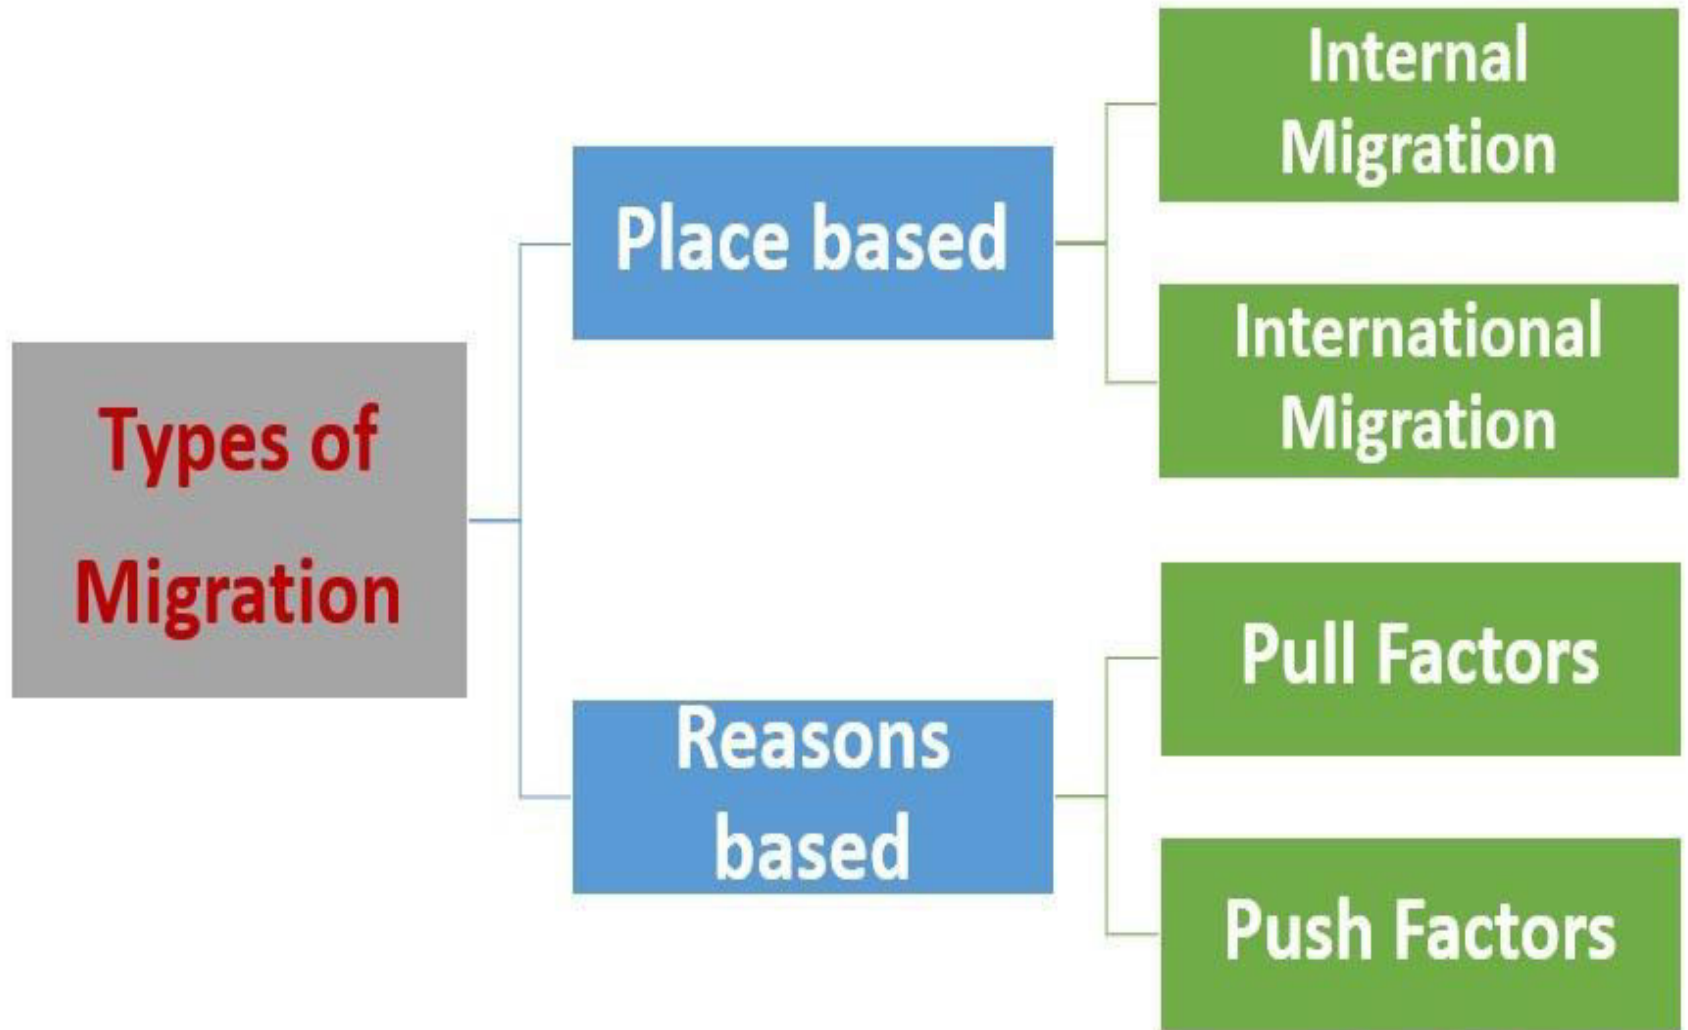 Types of
Migration
Place based
Internal
Migration
International
Migration
Reasons
based
Pull Factors
Push Factors